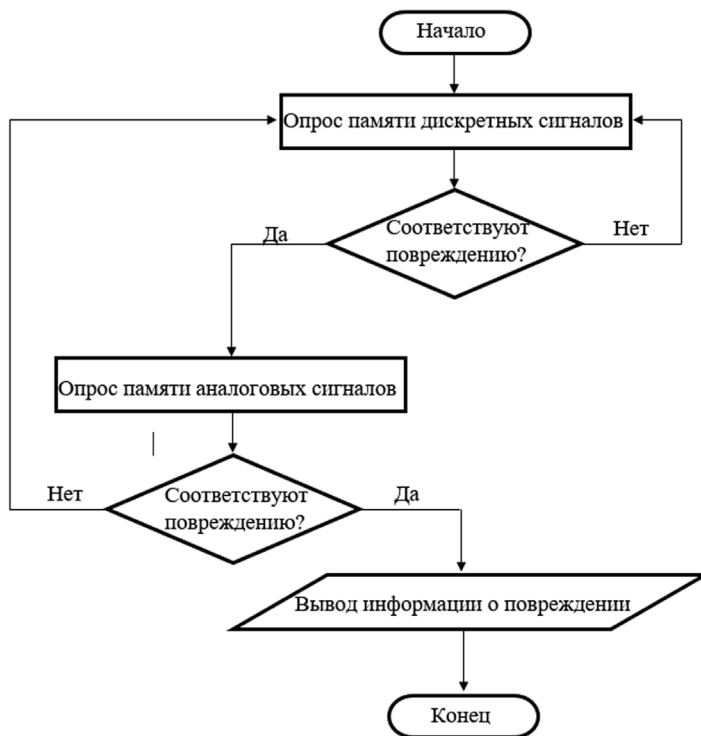 Начало
Опрос памяти дискретных сигналов
Соответствуют
повреждению?
Да
Нет
Опрос памяти аналоговых сигналов
Соответствуют
повреждению?
Нет
Да
Вывод информации о повреждении
Конец